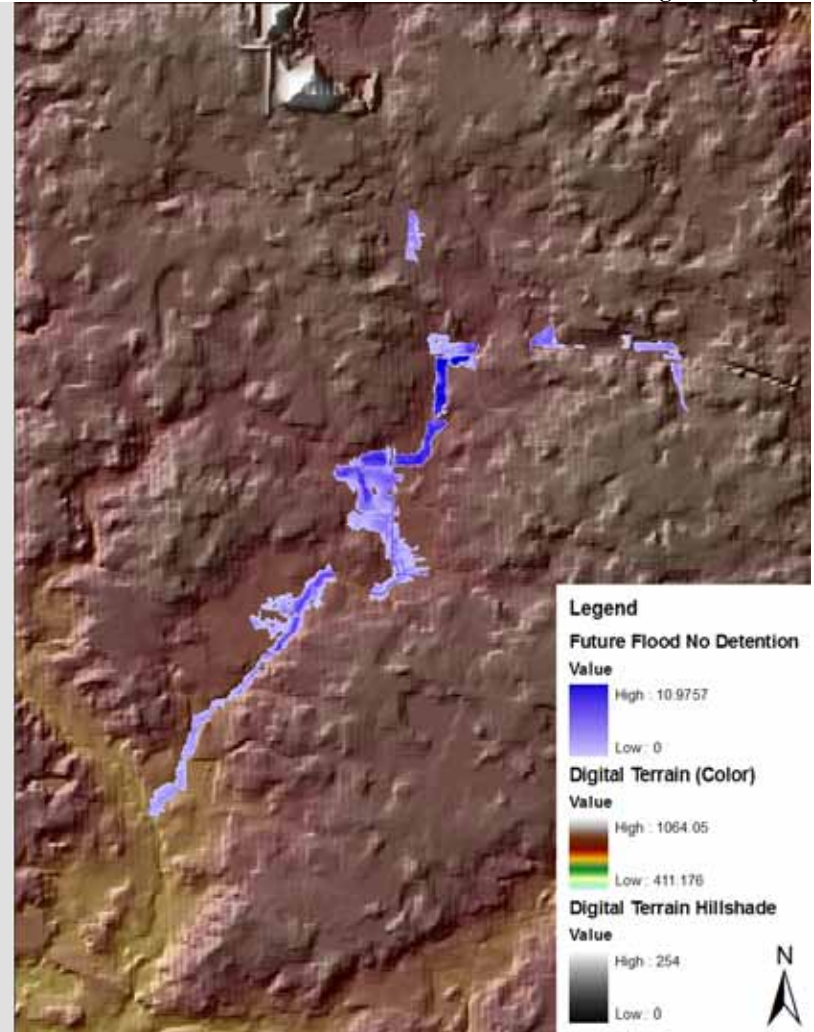 Legend
Future Flood No Detention
Value
High : 10.9757
Low : 0
Digital Terrain (Color)
Value
High : 1064.05
Low : 411.176
Digital Terrain Hillshade
Value
High : 254
Low : 0
N